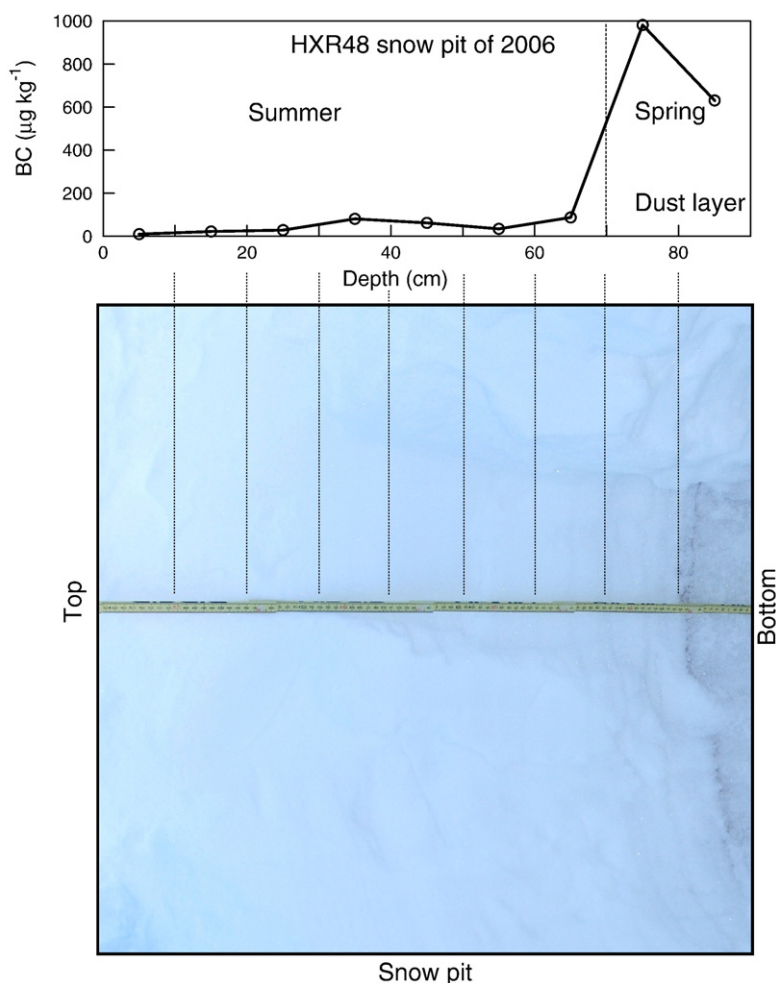 1000
HXR48 snow pit of 2006
800
600
Summer
Spring
BC (μg kg-1)
400
200
Dust layer
0
0
20
40
60
80
Depth (cm)
Top
Bottom
Snow pit